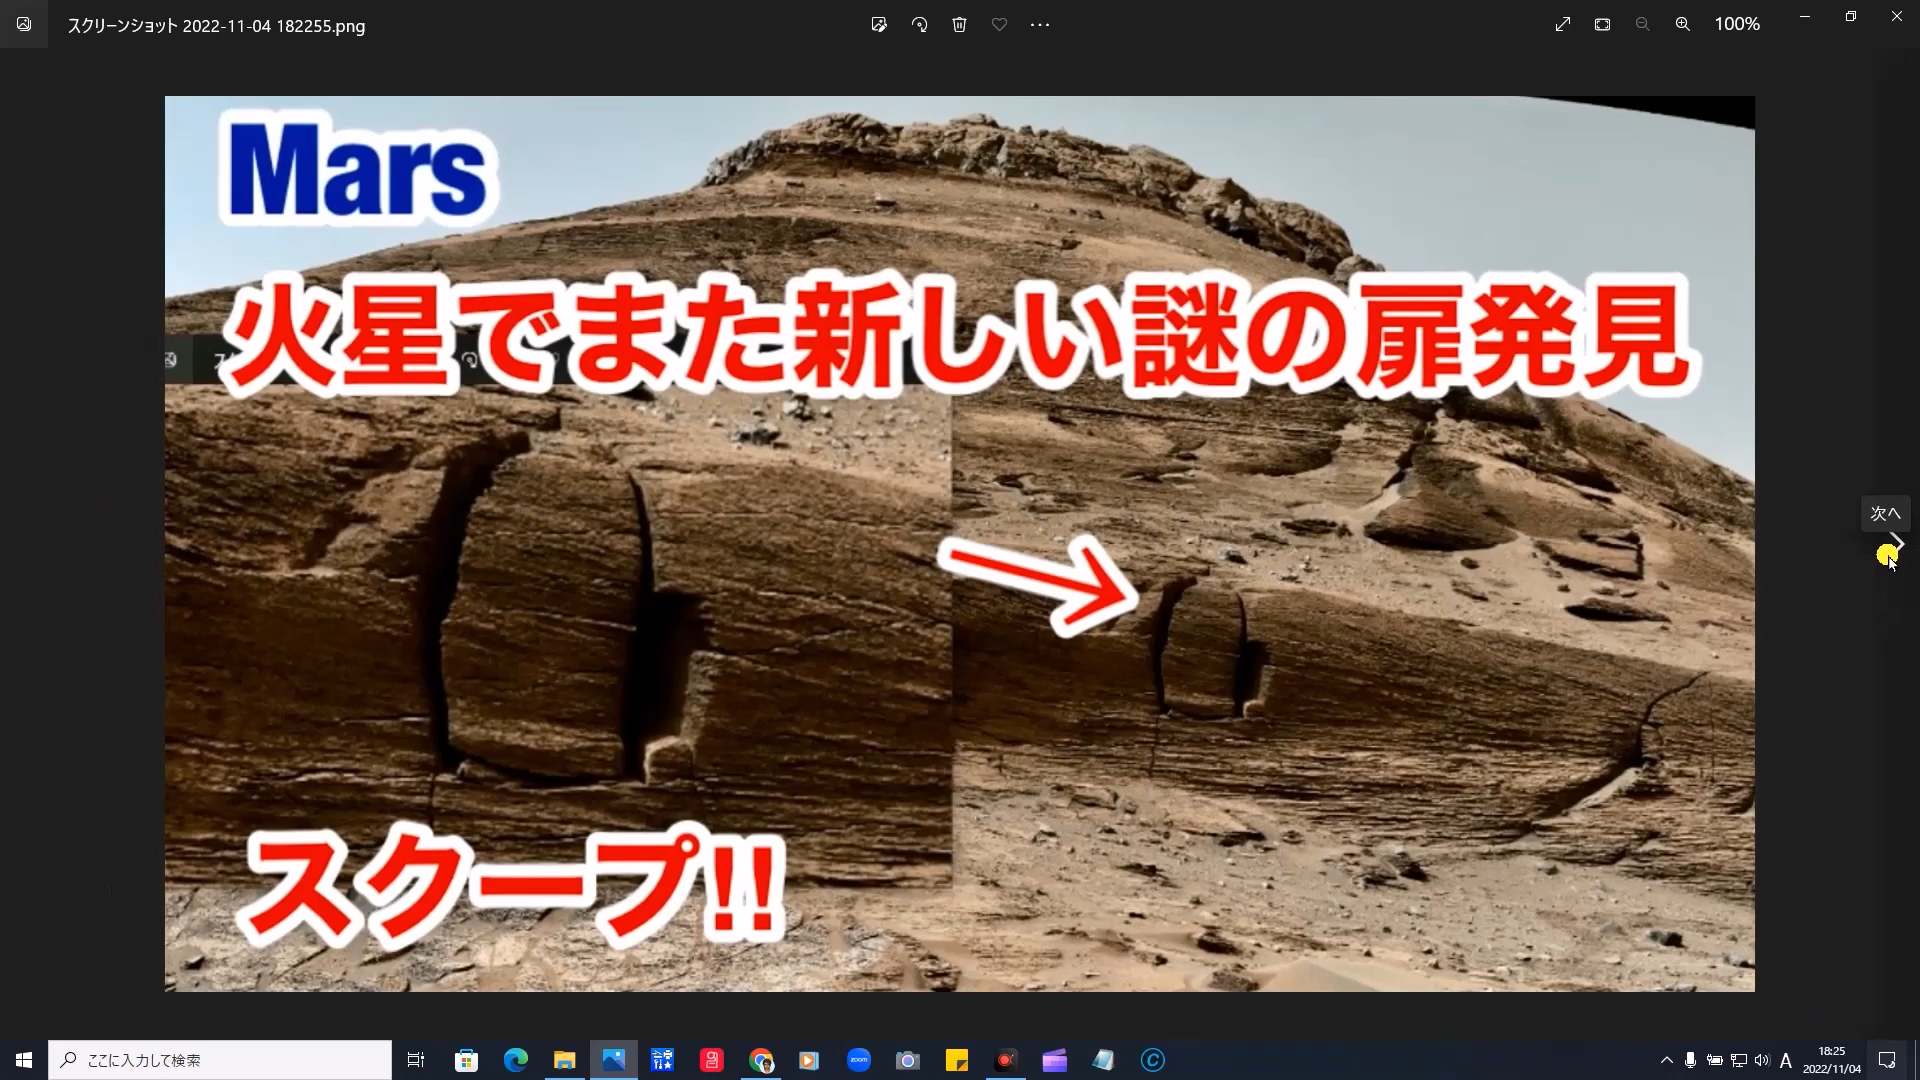 スクリーンショット 2022-11-04 182255.png
100%
Mars
火星でまた新しい謎の扉発見
次へ
スクープ!!
ここに入力して検索
zoom
A
18:25
2022/11/04